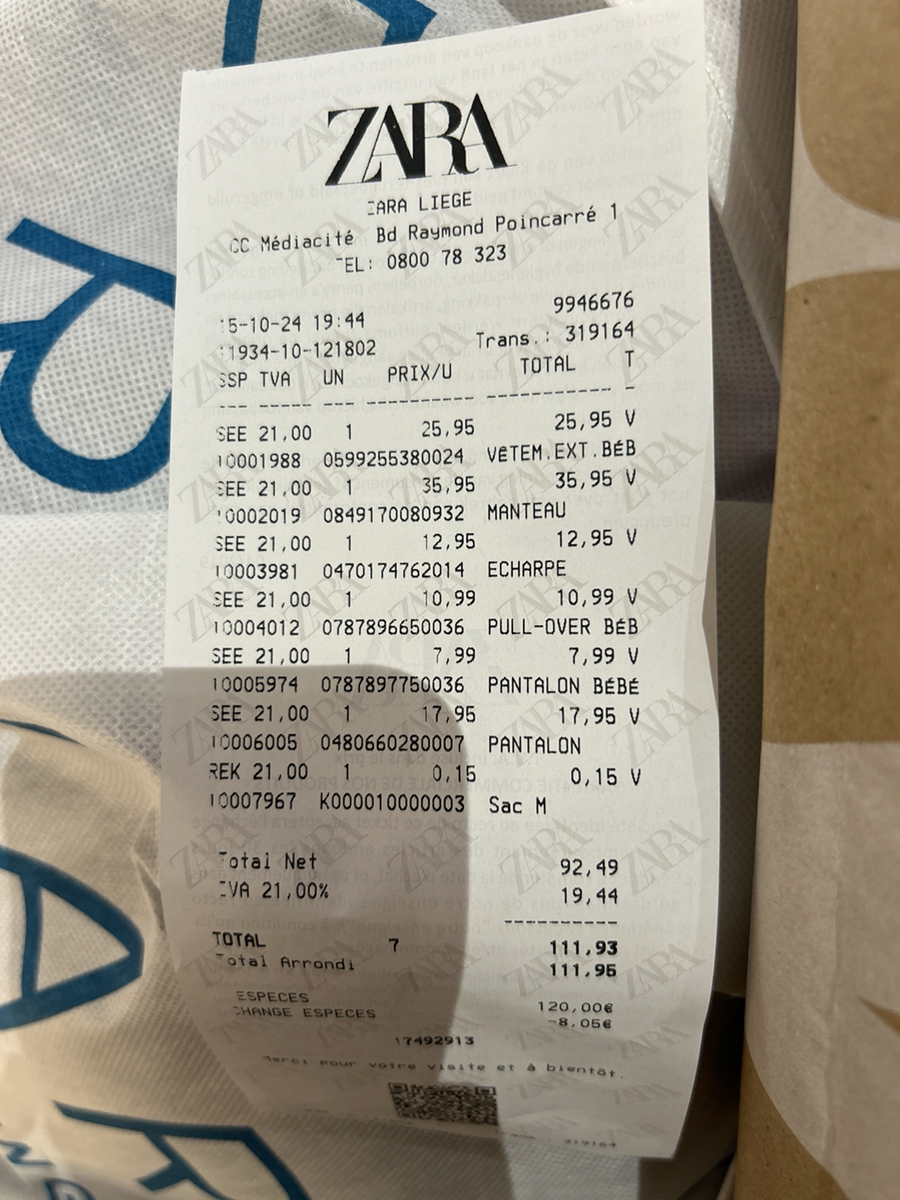 ZARA
ZARA LIEGE
CC Médiacité Bd Raymond Poincarré 1
TEL: 0800 78 323
9946676
5-10-24 19:44
11934-10-121802 Trans.: 319164
SSP TVA UN PRIX/U TOTAL T
SEE 21,00 1 25,95 25,95 V
10001988 0599255380024 VÊTEM.EXT.BÉB
SEE 21,00 1 35,95 35,95 V
10002019 0849170080932 MANTEAU
SEE 21,00 1 12,95 12,95 V
10003981 0470174762014 ECHARPE
SEE 21,00 1 10,99 10,99 V
10004012 0787896650036 PULL-OVER BÉB
SEE 21,00 1 7,99 7,99 V
10005974 0787897750036 PANTALON BÉBÉ
SEE 21,00 1 17,95 17,95 V
10006005 0480660280007 PANTALON
REK 21,00 1 0,15 0,15 V
10007967 K000010000003 Sac M
Total Net 92,49
TVA 21,00% 19,44
TOTAL 7 111,93
Total Arrondi 111,95
ESPECES 120,00€
CHANGE ESPECES -8,05€
17492913
Merci pour votre visite et à bientôt.
319164